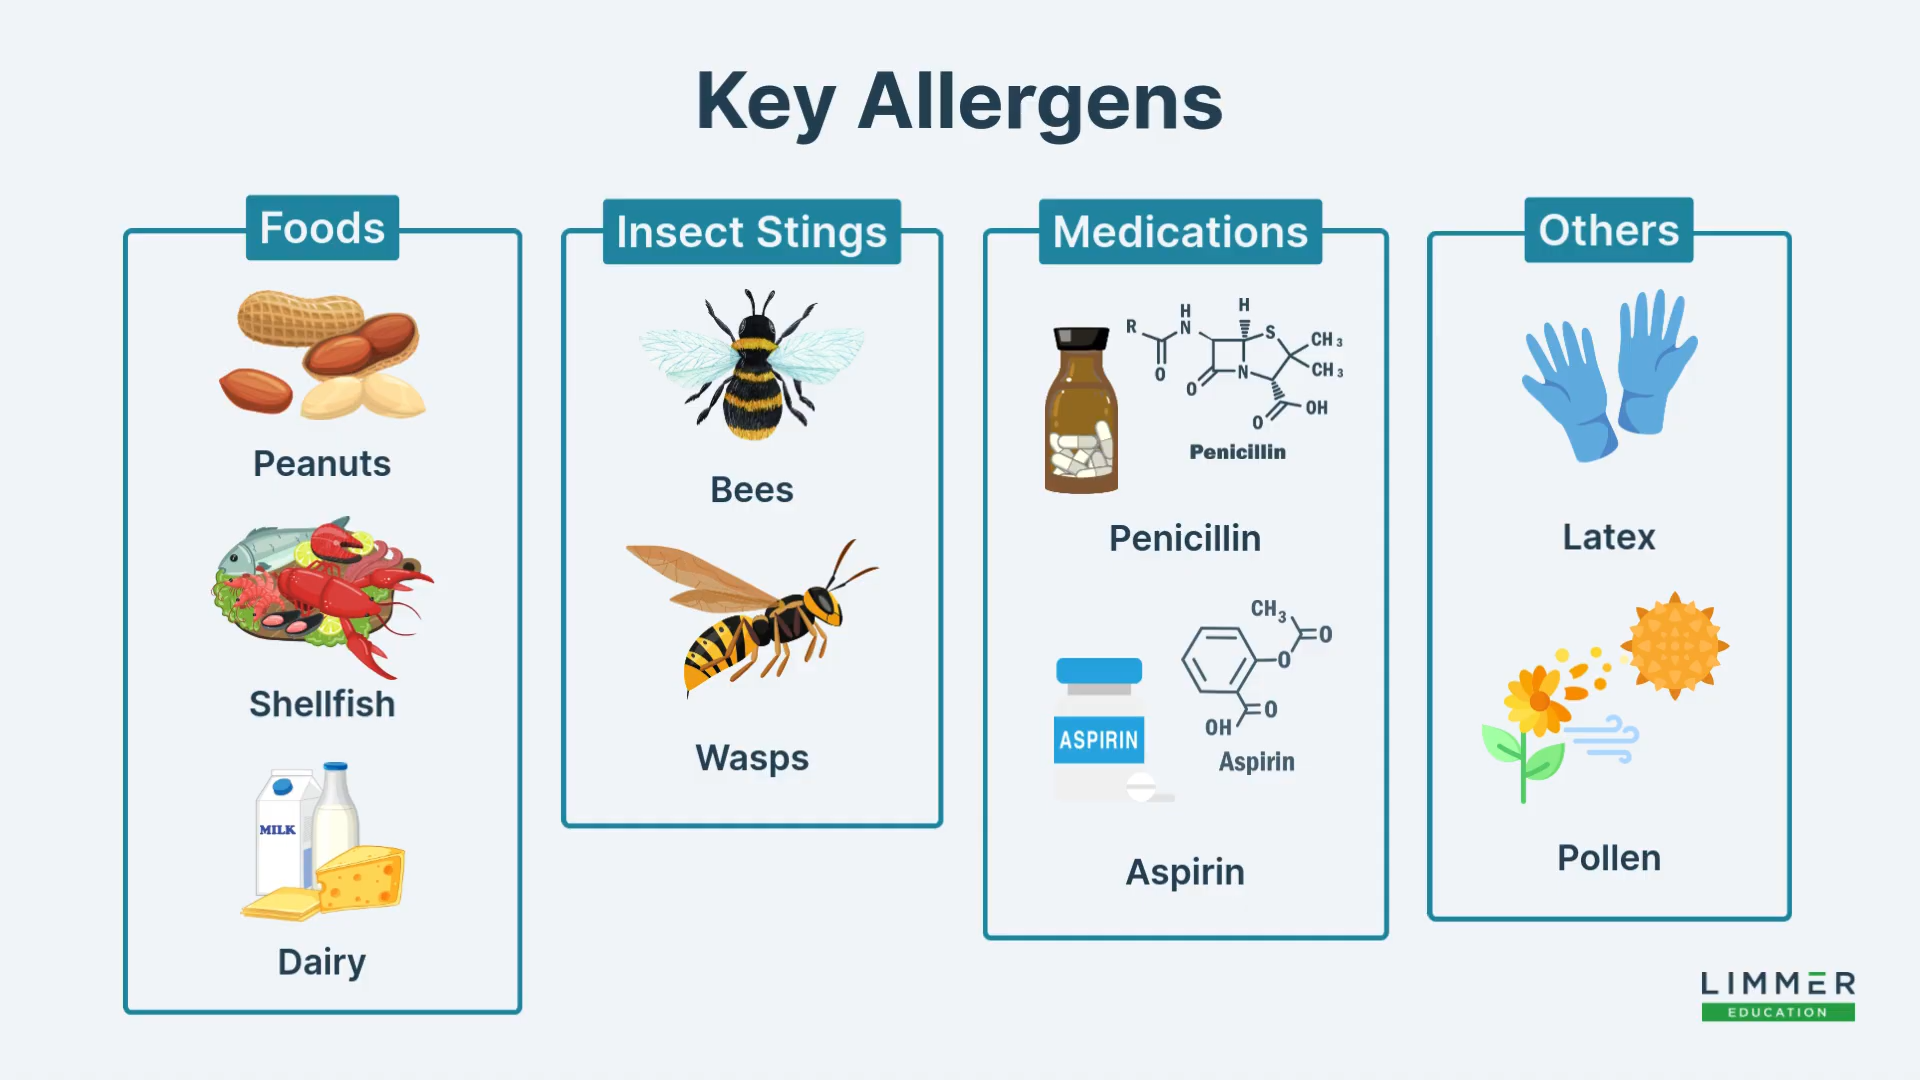 Key Allergens
Foods
Peanuts
Shellfish
MILK
Dairy
Insect Stings
Bees
Wasps
Medications
R
H
N
H
S
CH3
CH3
O
O
N
O
OH
Penicillin
Penicillin
CH3
O
O
O
OH
ASPIRIN
Aspirin
Aspirin
Others
Latex
Pollen
LIMMER
EDUCATION